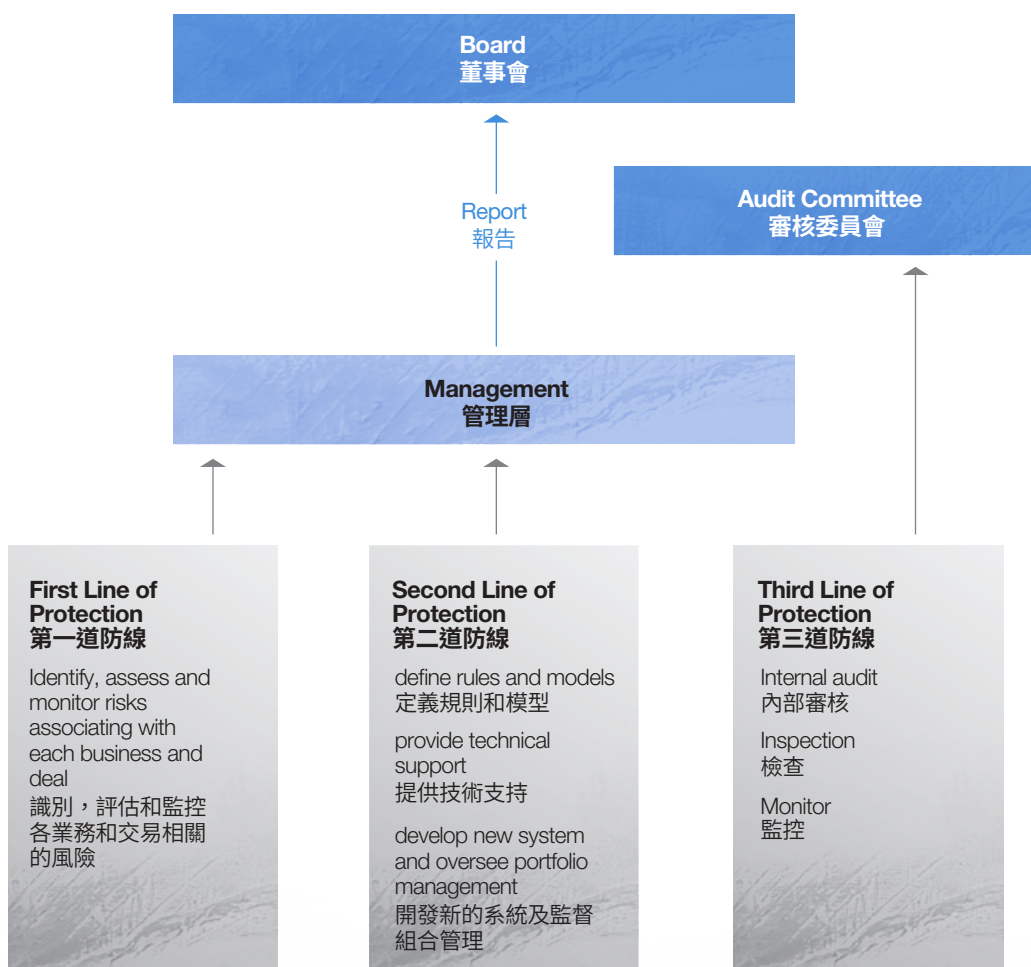 Board
董事會
Audit Committee
審核委員會
Report
報告
Management
管理層
First Line of
Protection
第一道防線
Identify, assess and
monitor risks
associating with
each business and
deal
識別，評估和監控
各業務和交易相關
的風險
Second Line of
Protection
第二道防線
define rules and models
定義規則和模型
provide technical
support
提供技術支持
develop new system
and oversee portfolio
management
開發新的系統及監督
組合管理
Third Line of
Protection
第三道防線
Internal audit
內部審核
Inspection
檢查
Monitor
監控